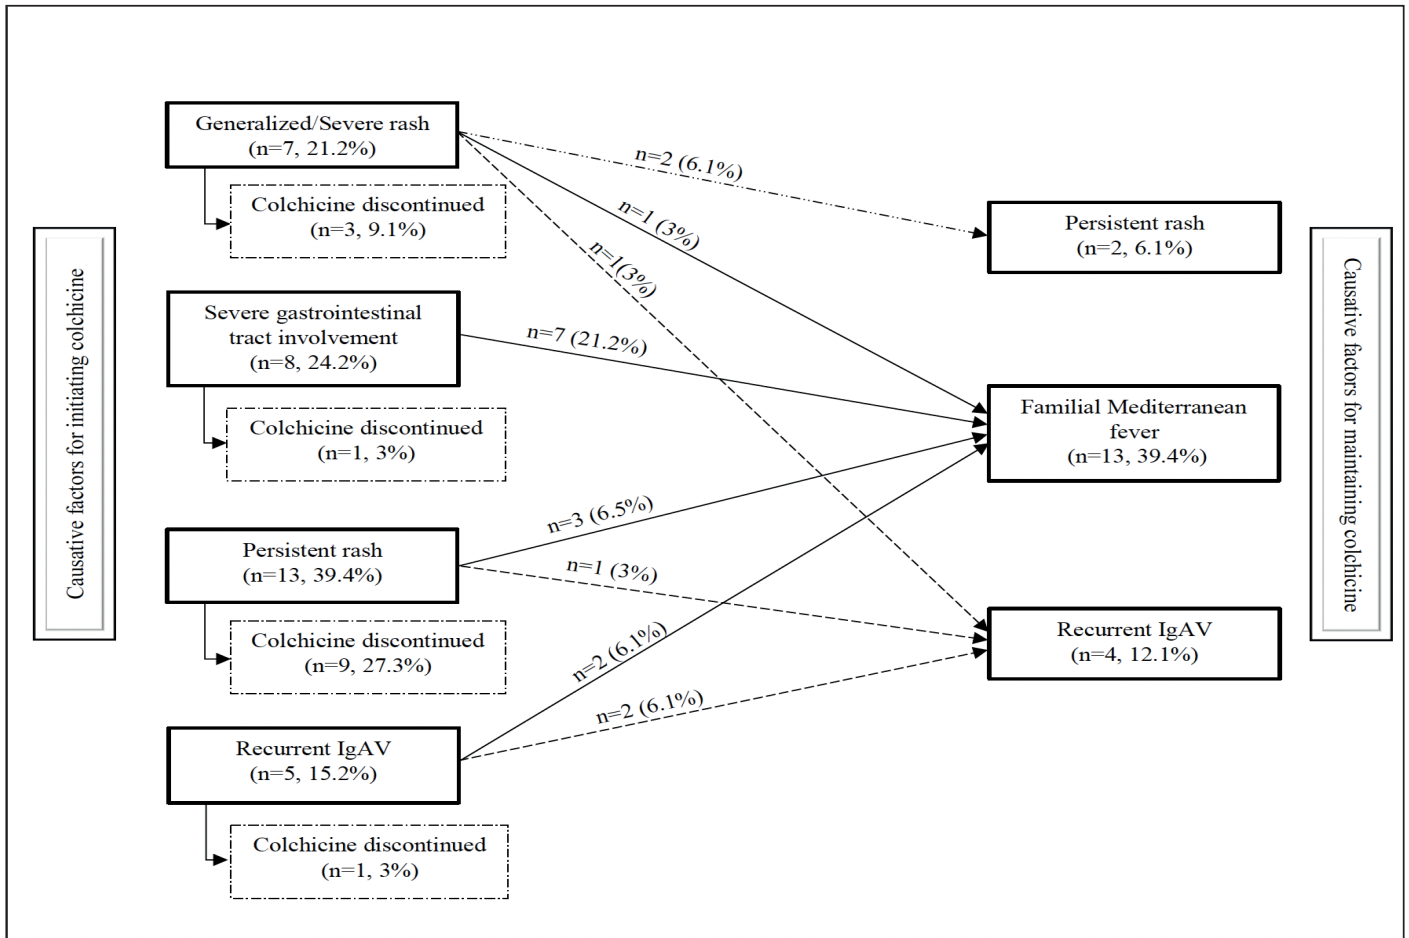 Causative factors for initiating colchicine
Generalized/Severe rash
(n=7, 21.2%)
Colchicine discontinued
(n=3, 9.1%)
Severe gastrointestinal
tract involvement
(n=8, 24.2%)
Colchicine discontinued
(n=1, 3%)
Persistent rash
(n=13, 39.4%)
Colchicine discontinued
(n=9, 27.3%)
Recurrent IgAV
(n=5, 15.2%)
Colchicine discontinued
(n=1, 3%)
n=2 (6.1%)
n=1 (3%)
n=1(3%)
n=7 (21.2%)
n=3 (6.5%)
n=1 (3%)
n=2 (6.1%)
n=2 (6.1%)
Persistent rash
(n=2, 6.1%)
Familial Mediterranean
fever
(n=13, 39.4%)
Recurrent IgAV
(n=4, 12.1%)
Causative factors for maintaining colchicine